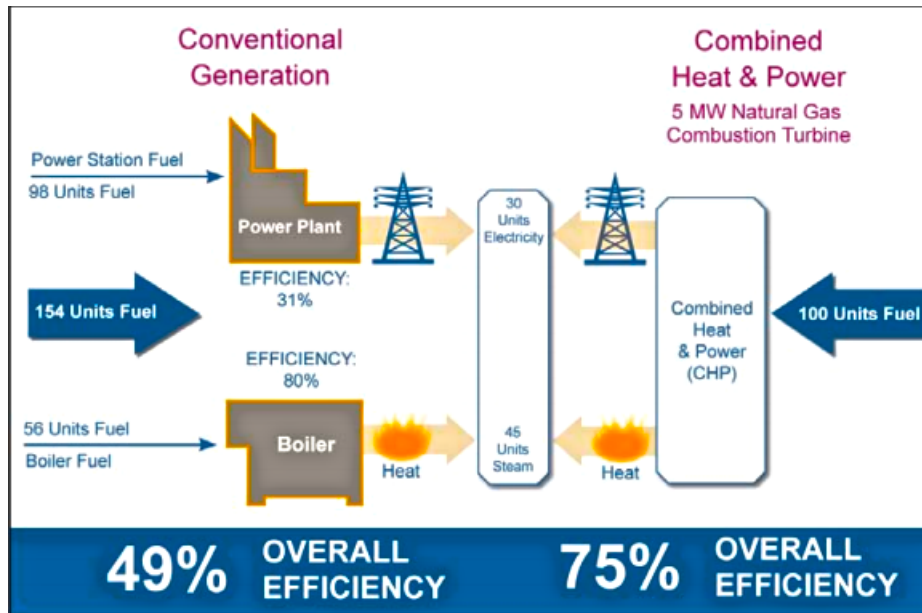 Conventional
Generation
Combined
Heat & Power
5 MW Natural Gas
Combustion Turbine
Power Station Fuel
98 Units Fuel
Power Plant
30
Units
Electricity
EFFICIENCY:
31%
154 Units Fuel
Combined
Heat
& Power
(CHP)
100 Units Fuel
EFFICIENCY:
80%
56 Units Fuel
Boiler Fuel
Boiler
Heat
45
Units
Steam
Heat
49%
OVERALL
EFFICIENCY
75%
OVERALL
EFFICIENCY